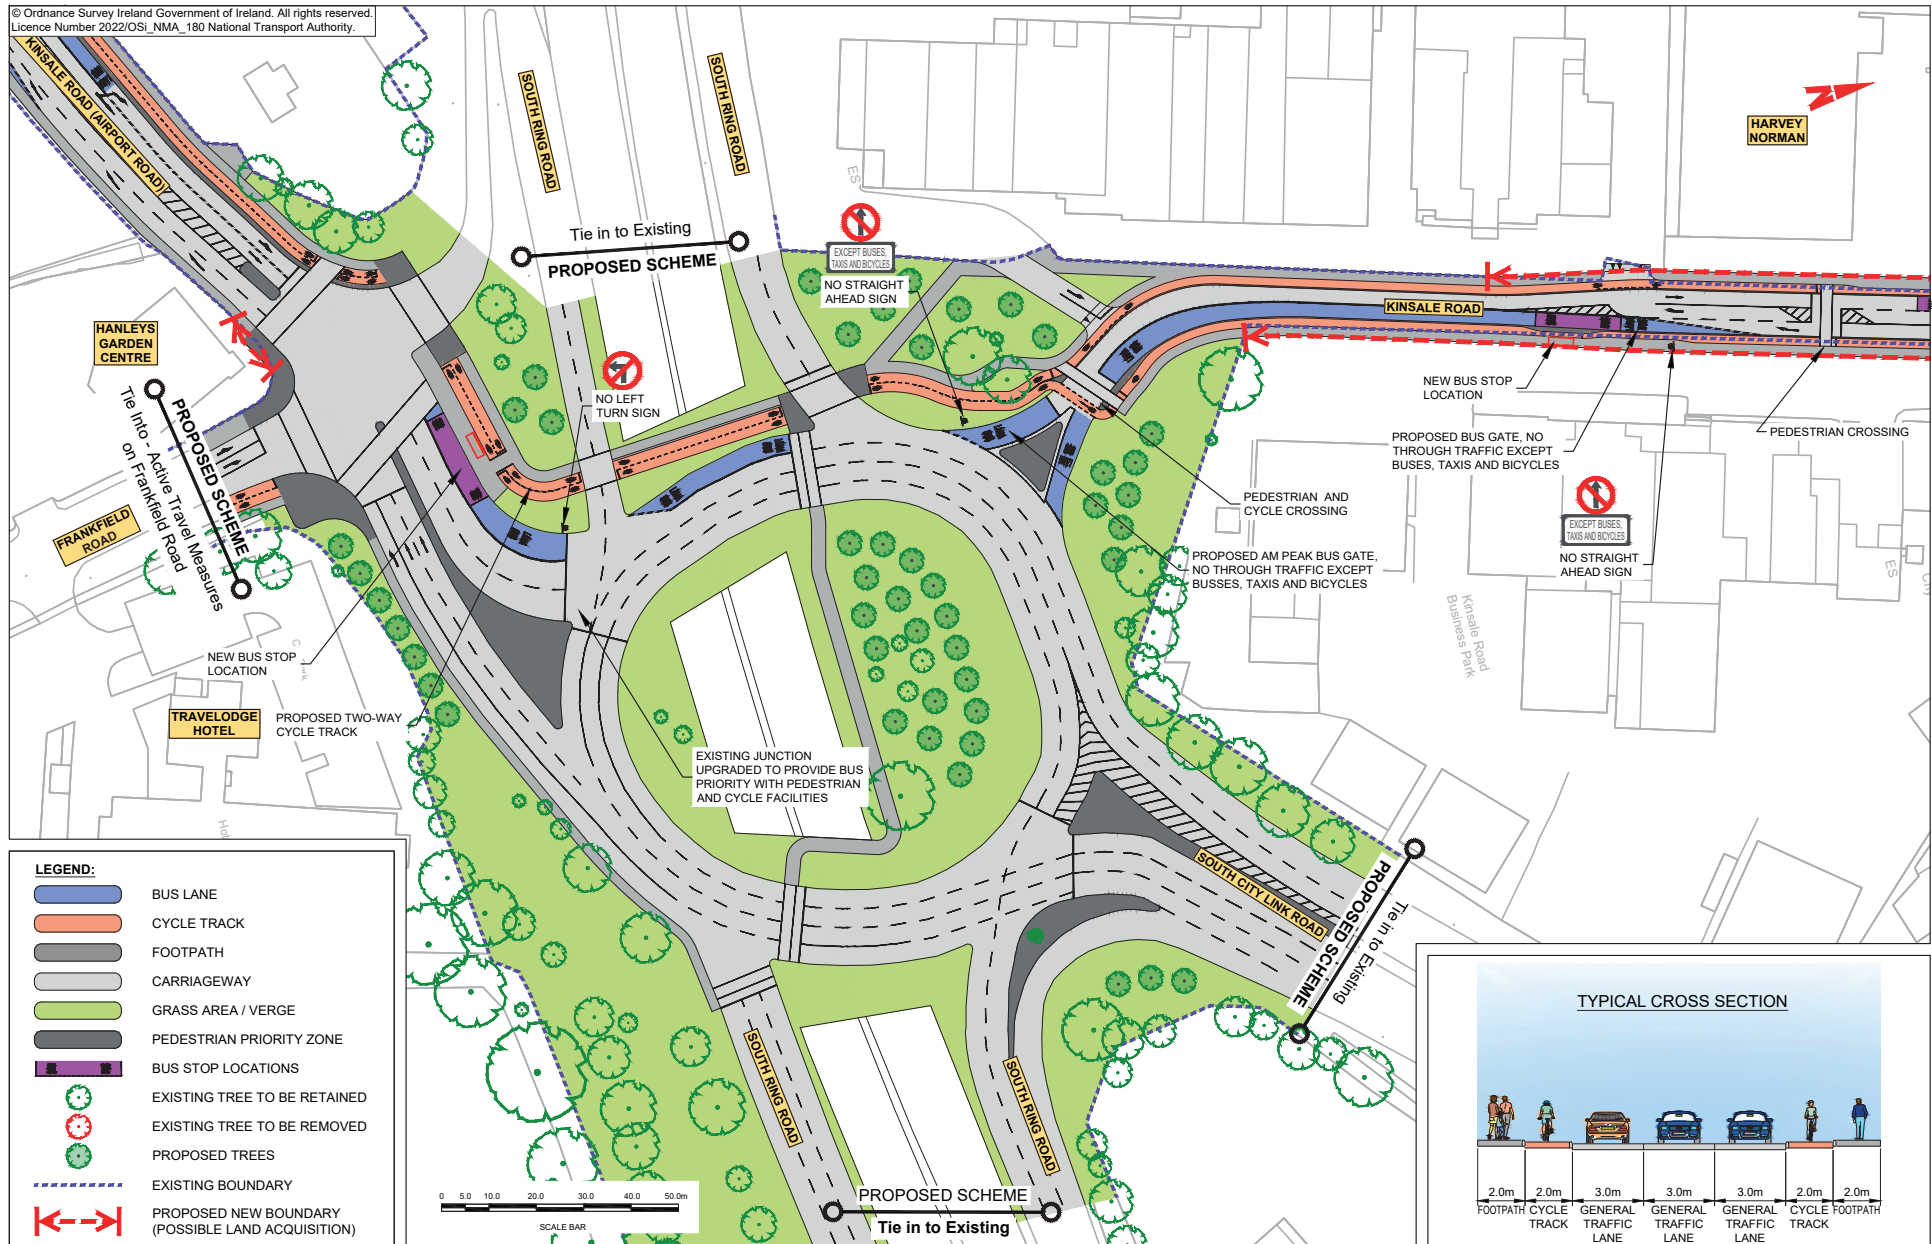 © Ordnance Survey Ireland Government of Ireland. All rights reserved.
Licence Number 2022/OSi_NMA_180 National Transport Authority.
KINSALE ROAD (AIRPORT ROAD)
SOUTH RING ROAD
SOUTH RING ROAD
Tie in to Existing
PROPOSED SCHEME
ES
EXCEPT BUSES,
TAXIS AND BICYCLES
NO STRAIGHT
AHEAD SIGN
HARVEY
NORMAN
KINSALE ROAD
HANLEYS
GARDEN
CENTRE
NO LEFT
TURN SIGN
NEW BUS STOP
LOCATION
PROPOSED BUS GATE, NO
THROUGH TRAFFIC EXCEPT
BUSES, TAXIS AND BICYCLES
PEDESTRIAN CROSSING
PROPOSED SCHEME
Tie Into - Active Travel Measures
on Frankfield Road
FRANKFIELD
ROAD
PEDESTRIAN AND
CYCLE CROSSING
EXCEPT BUSES,
TAXIS AND BICYCLES
NO STRAIGHT
AHEAD SIGN
ES
PROPOSED AM PEAK BUS GATE,
NO THROUGH TRAFFIC EXCEPT
BUSSES, TAXIS AND BICYCLES
Kinsale Road
Business Park
NEW BUS STOP
LOCATION
TRAVELODGE
HOTEL
PROPOSED TWO-WAY
CYCLE TRACK
EXISTING JUNCTION
UPGRADED TO PROVIDE BUS
PRIORITY WITH PEDESTRIAN
AND CYCLE FACILITIES
SOUTH CITY LINK ROAD
PROPOSED SCHEME
Tie in to Existing
SOUTH RING ROAD
SOUTH RING ROAD
PROPOSED SCHEME
Tie in to Existing
LEGEND:
BUS LANE
CYCLE TRACK
FOOTPATH
CARRIAGEWAY
GRASS AREA / VERGE
PEDESTRIAN PRIORITY ZONE
BUS STOP LOCATIONS
EXISTING TREE TO BE RETAINED
EXISTING TREE TO BE REMOVED
PROPOSED TREES
EXISTING BOUNDARY
PROPOSED NEW BOUNDARY
(POSSIBLE LAND ACQUISITION)
0 5.0 10.0 20.0 30.0 40.0 50.0m
SCALE BAR
TYPICAL CROSS SECTION
2.0m 2.0m 3.0m 3.0m 3.0m 2.0m 2.0m
FOOTPATH CYCLE TRACK GENERAL TRAFFIC LANE GENERAL TRAFFIC LANE GENERAL TRAFFIC LANE CYCLE TRACK FOOTPATH